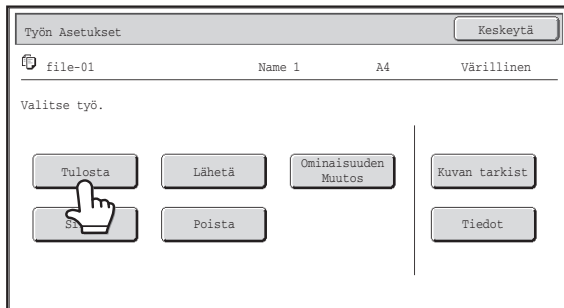 Työn Asetukset Keskeytä
file-01 Name 1 A4 Värillinen
Valitse työ.
Tulosta Lähetä Ominaisuuden Muutos Kuvan tarkist
Poista Tiedot